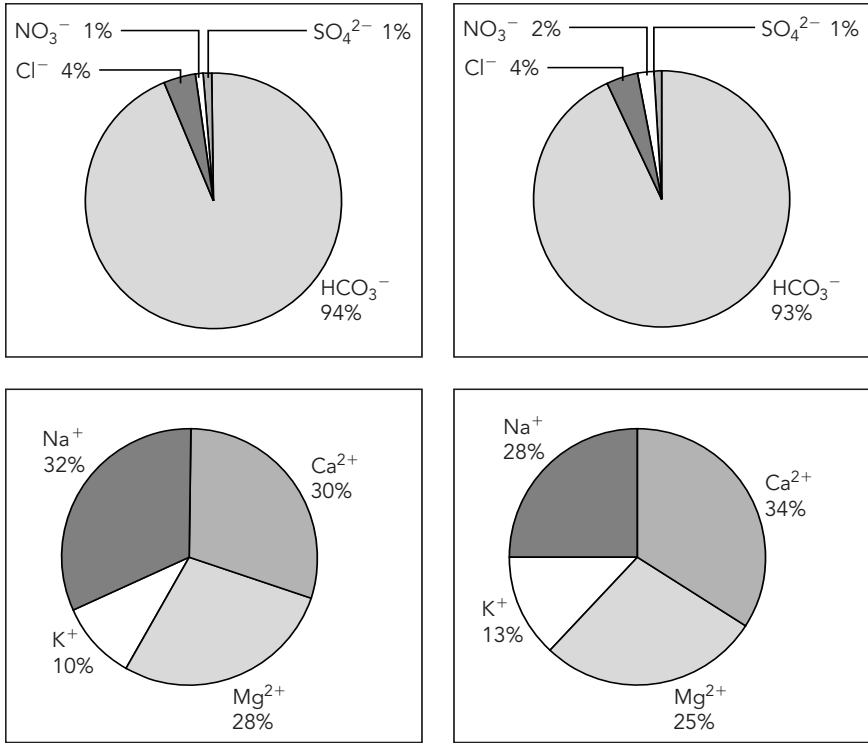 NO₃⁻ 1%
SO₄²⁻ 1%
Cl⁻ 4%
HCO₃⁻
94%
NO₃⁻ 2%
SO₄²⁻ 1%
Cl⁻ 4%
HCO₃⁻
93%
Na⁺
32%
Ca²⁺
30%
K⁺
10%
Mg²⁺
28%
Na⁺
28%
Ca²⁺
34%
K⁺
13%
Mg²⁺
25%